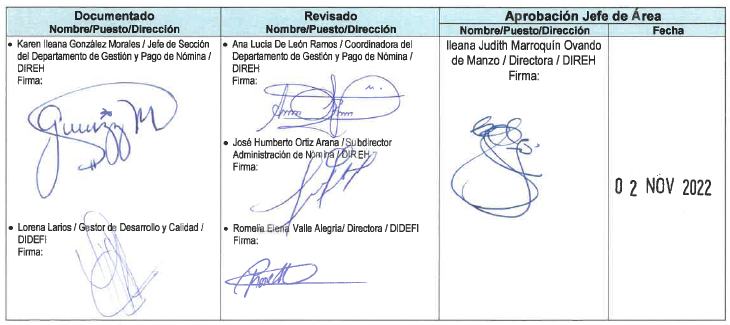 Documentado
Nombre/Puesto/Dirección
Revisado
Nombre/Puesto/Dirección
Aprobación Jefe de Área
Nombre/Puesto/Dirección
Fecha
• Karen Ileana González Morales / Jefe de Sección
del Departamento de Gestión y Pago de Nómina /
DIREH
Firma:
• Lorena Larios / Gestor de Desarrollo y Calidad /
DIDEFI
Firma:
• Ana Lucia De León Ramos / Coordinadora del
Departamento de Gestión y Pago de Nómina /
DIREH
Firma:
• José Humberto Ortiz Arana / Subdirector
Administración de Nómina / DIREH
Firma:
• Romelia Elena Valle Alegria/ Directora / DIDEFI
Firma:
Ileana Judith Marroquín Ovando
de Manzo / Directora / DIREH
Firma:
02 NOV 2022